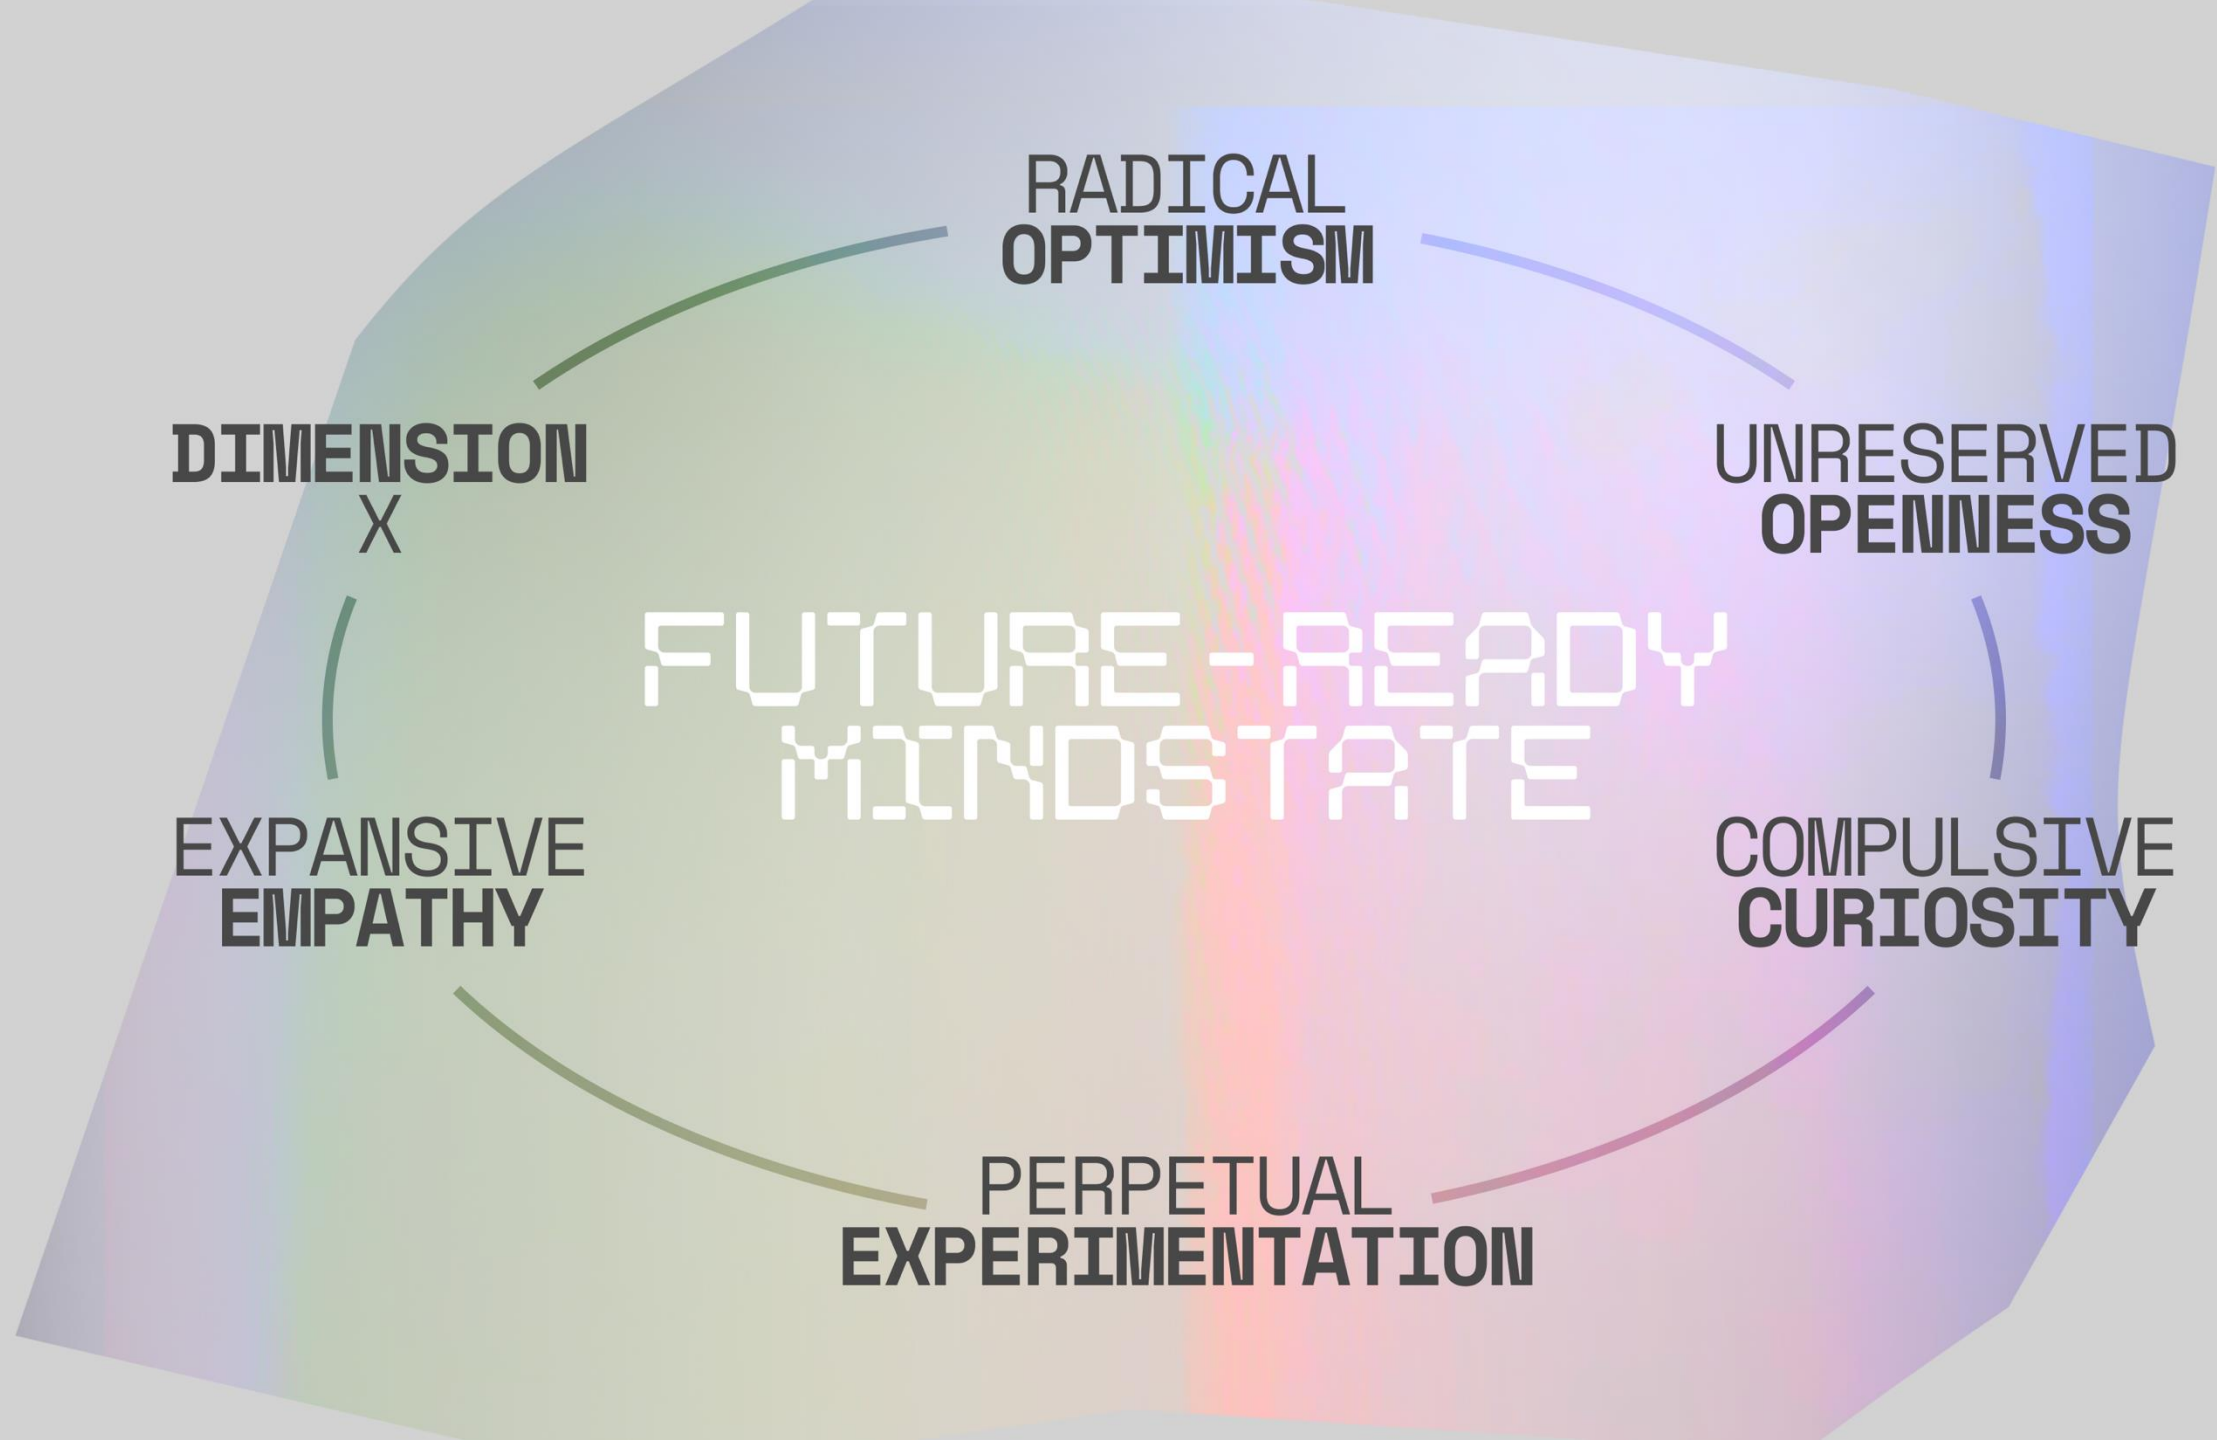 RADICAL
OPTIMISM
DIMENSION
X
UNRESERVED
OPENNESS
FUTURE-READY
MINDSTATE
EXPANSIVE
EMPATHY
COMPULSIVE
CURIOSITY
PERPETUAL
EXPERIMENTATION